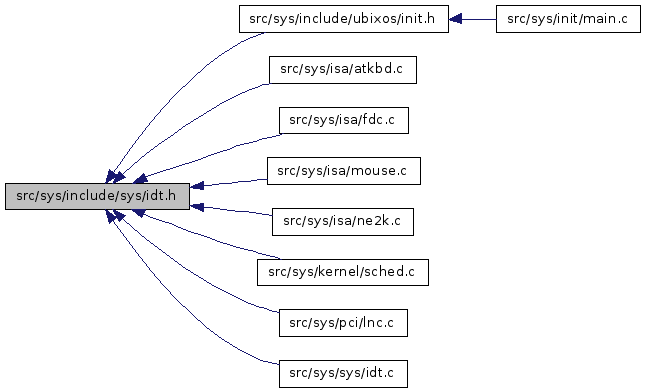 src/sys/include/ubixos/init.h
src/sys/init/main.c
src/sys/isa/atkbd.c
src/sys/isa/fdc.c
src/sys/isa/mouse.c
src/sys/include/sys/idt.h
src/sys/isa/ne2k.c
src/sys/kernel/sched.c
src/sys/pci/lnc.c
src/sys/sys/idt.c